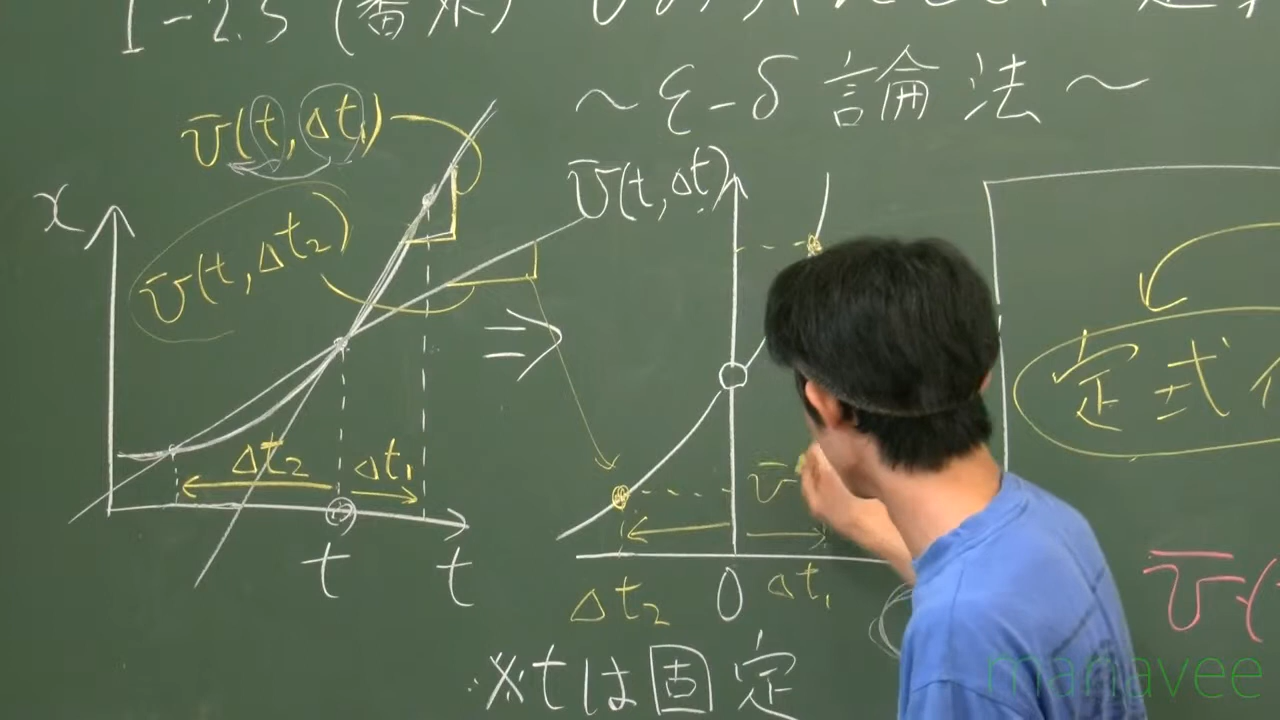 1-2.5 (番外)
~ε-δ論法~
v̄(t, Δt₁)
v̄(t, Δt₂)
x
v̄(t, Δt)
⇒
定式
Δt₂
Δt₁
v̄
t
t
Δt₂
0
Δt₁
v̄(
※tは固定
manavee